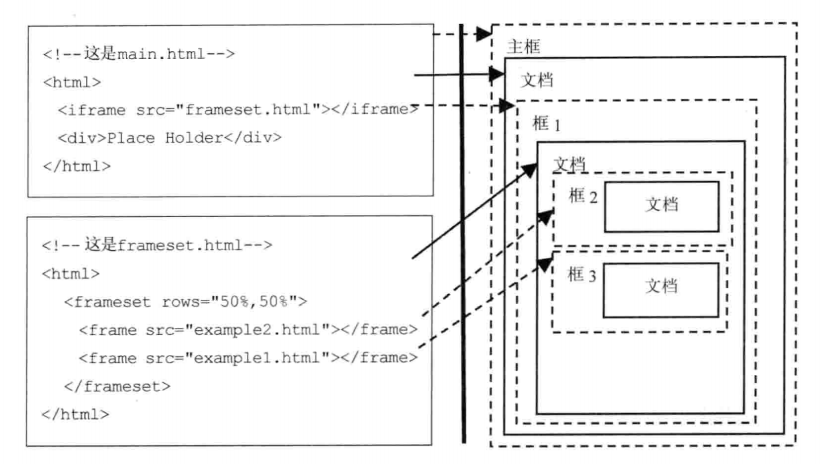 <!--这是main.html-->
<html>
<iframe src="frameset.html"></iframe>
<div>Place Holder</div>
</html>
<!-- 这是frameset.html-->
<html>
<frameset rows="50%,50%">
<frame src="example2.html"></frame>
<frame src="example1.html"></frame>
</frameset>
</html>
主框
文档
框 1
文档
框 2
文档
框 3
文档